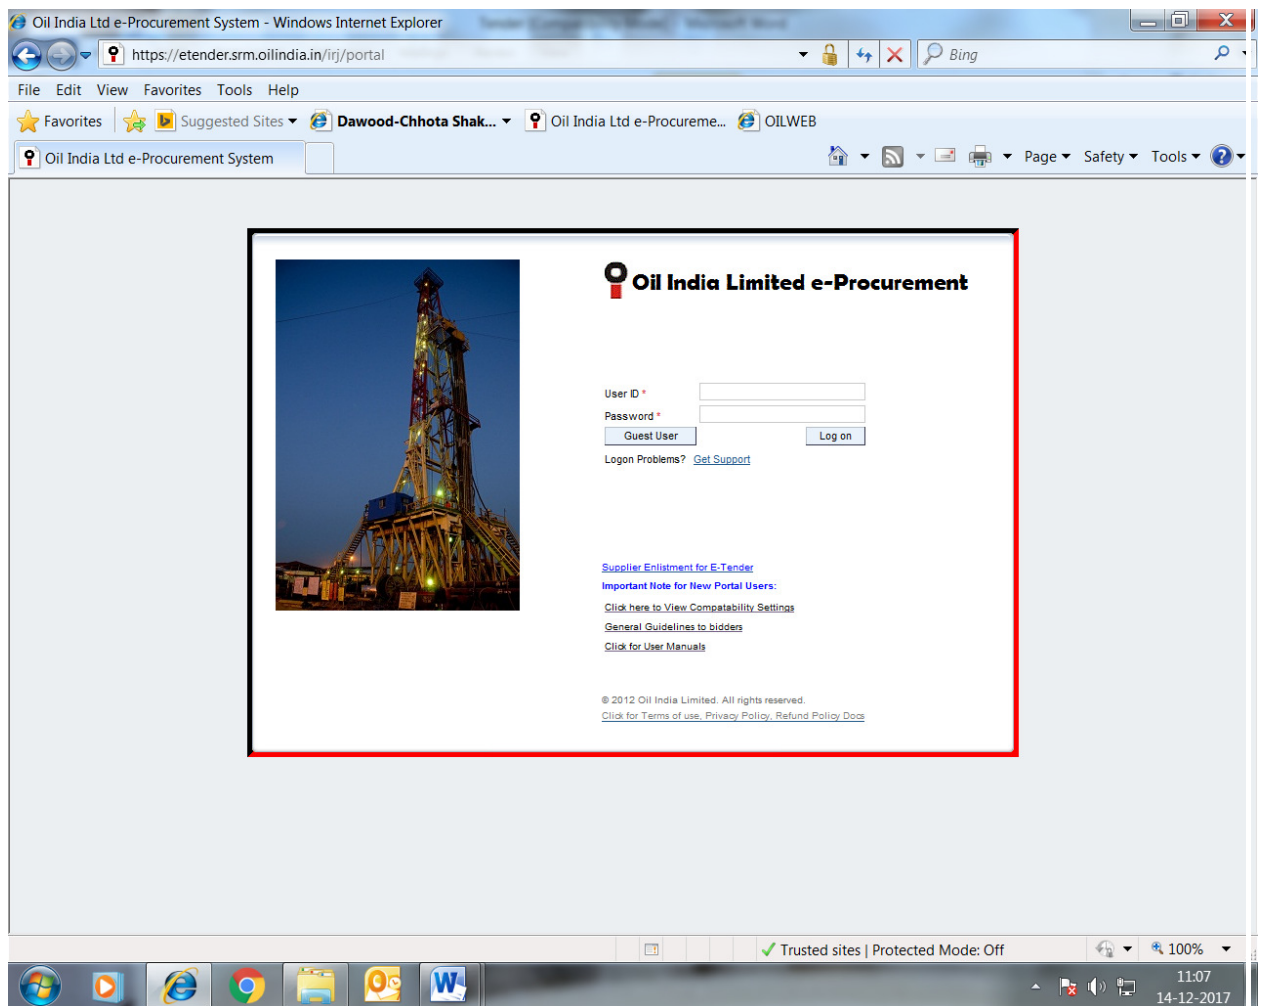 Oil India Ltd e-Procurement System - Windows Internet Explorer
https://etender.srm.oilindia.in/irj/portal
Bing
File Edit View Favorites Tools Help
Favorites Suggested Sites Dawood-Chhota Shak... Oil India Ltd e-Procureme... OILWEB
Oil India Ltd e-Procurement System Page Safety Tools
Oil India Limited e-Procurement
User ID *
Password *
Guest User Log on
Logon Problems? Get Support
Supplier Enlistment for E-Tender
Important Note for New Portal Users:
Click here to View Compatability Settings
General Guidelines to bidders
Click for User Manuals
© 2012 Oil India Limited. All rights reserved.
Click for Terms of use, Privacy Policy, Refund Policy Docs
Trusted sites | Protected Mode: Off 100%
11:07
14-12-2017